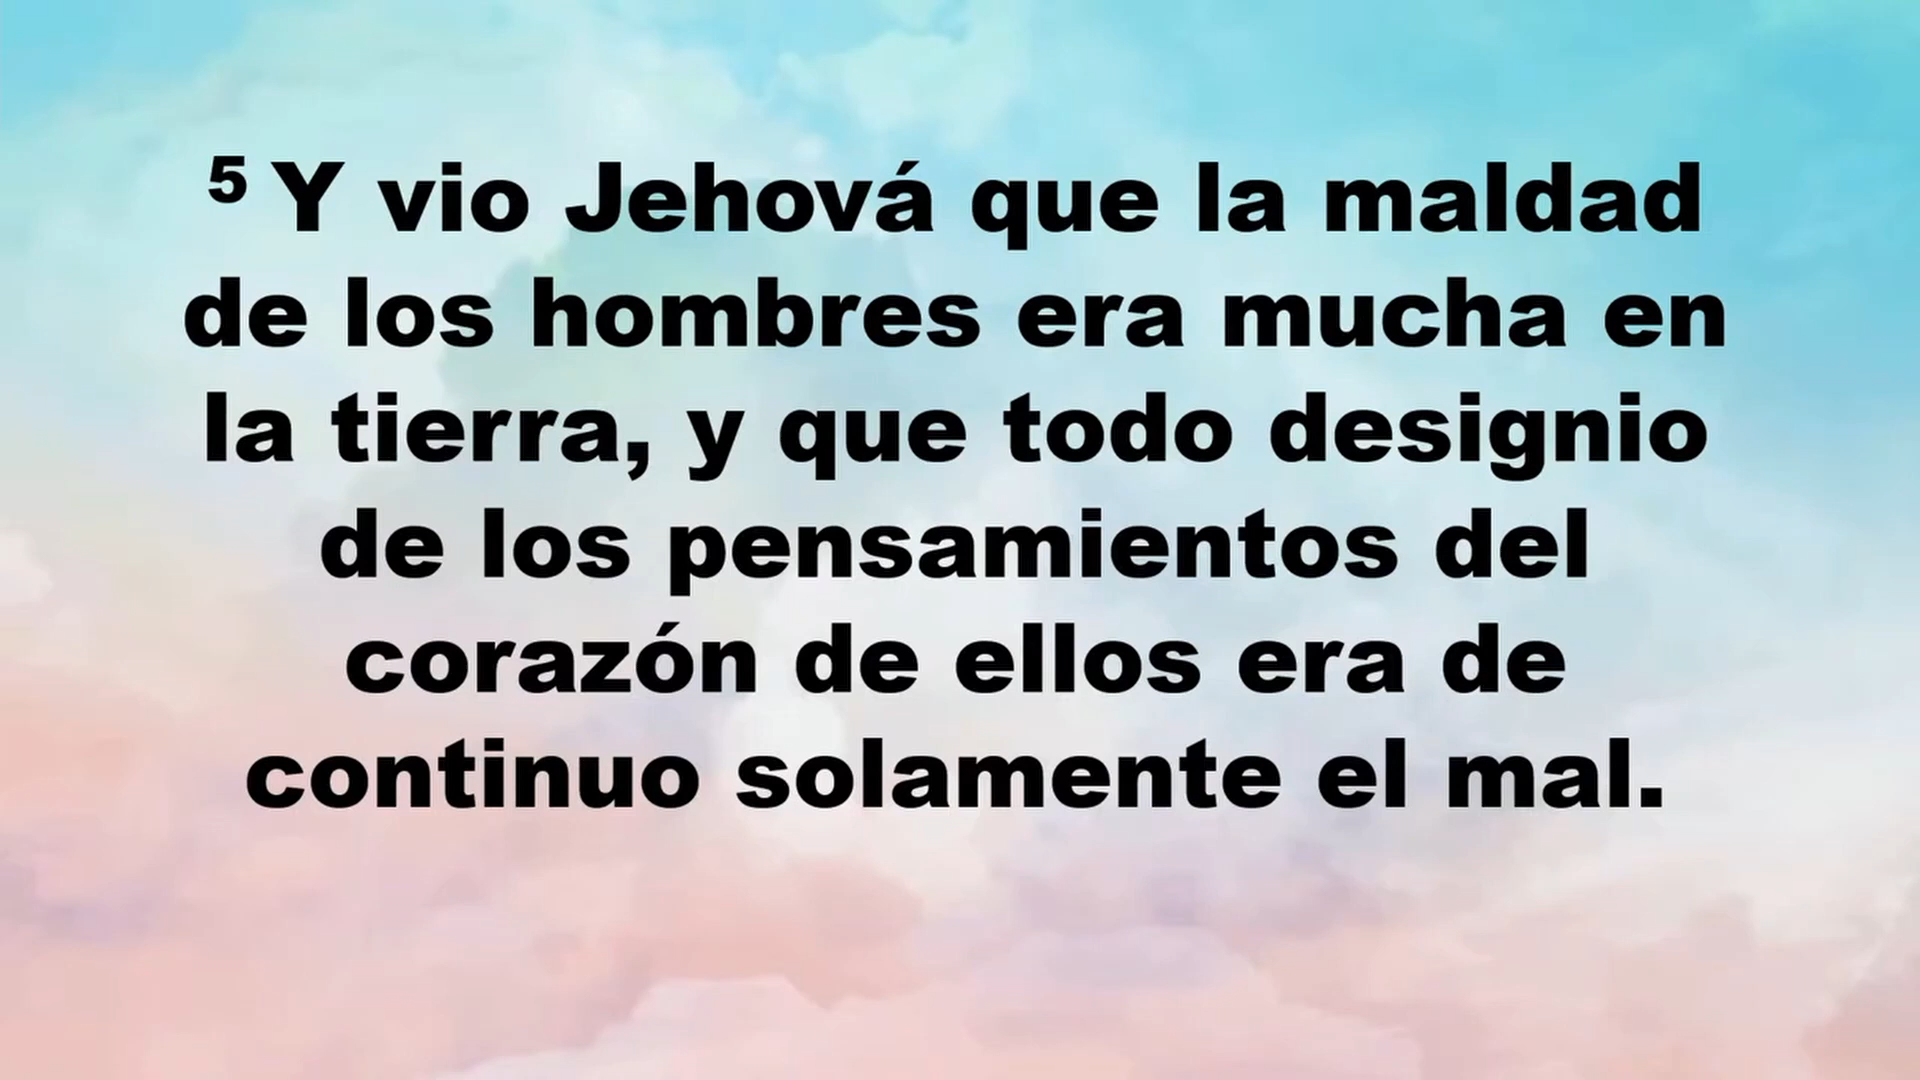 5 Y vio Jehová que la maldad
de los hombres era mucha en
la tierra, y que todo designio
de los pensamientos del
corazón de ellos era de
continuo solamente el mal.